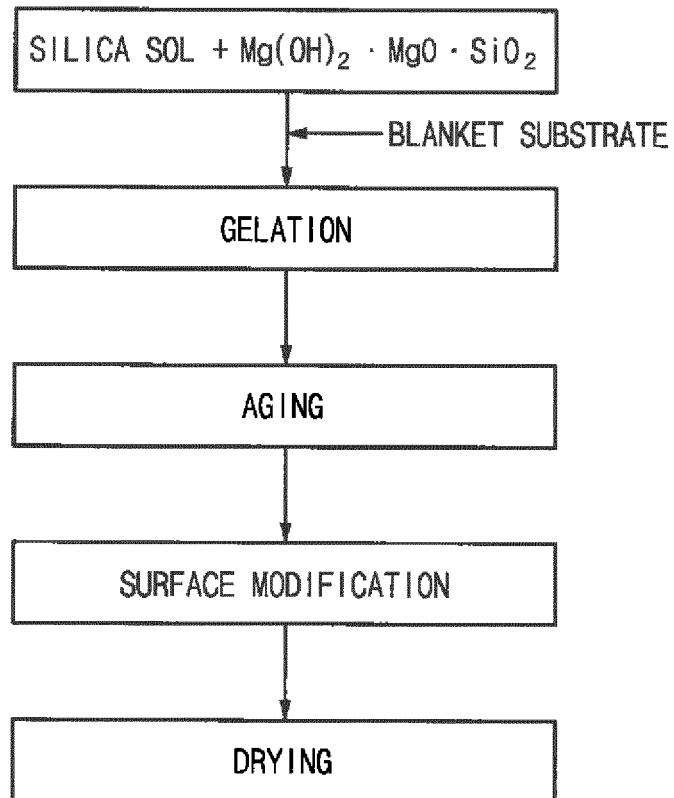 SILICA SOL + Mg(OH)₂ · MgO · SiO₂
BLANKET SUBSTRATE
GELATION
AGING
SURFACE MODIFICATION
DRYING